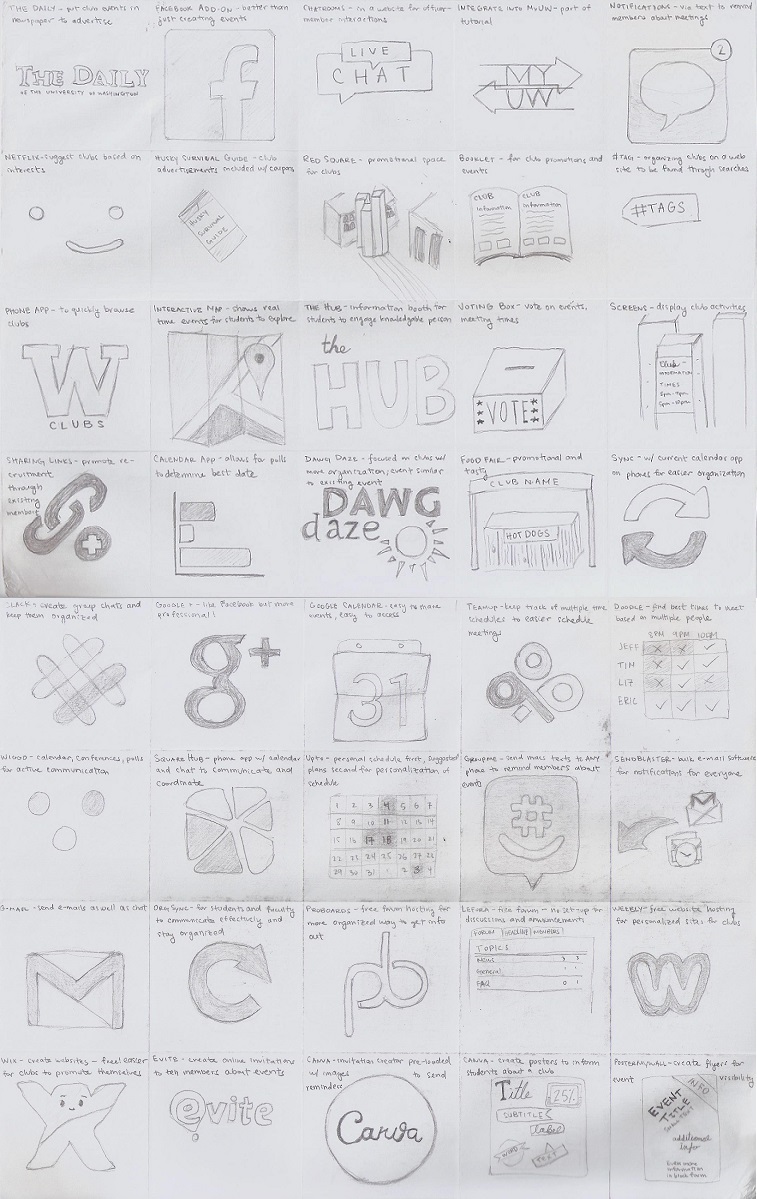 THE DAILY - put club events in
newspaper to advertise
THE DAILY
OF THE UNIVERSITY OF WASHINGTON
FACEBOOK ADD-ON - better than
just creating events
f
CHATROOMS - in a website for officer-
member interactions
LIVE
CHAT
INTEGRATE INTO MyUW - part of
tutorial
MY
UW
NOTIFICATIONS - via text to remind
members about meetings
2
NETFLIX - suggest clubs based on
interests
HUSKY SURVIVAL GUIDE - club
advertisements included w/ coupons
HUSKY
SURVIVAL
GUIDE
RED SQUARE - promotional space
for clubs
BOOKLET - for club promotions and
events
CLUB
Information
CLUB
Information
#TAG - organizing clubs on a web
site to be found through searches
#TAGS
PHONE APP - to quickly browse
clubs
W
CLUBS
INTERACTIVE MAP - shows real
time events for students to explore
THE HUB - information booth for
students to engage knowledgable person
the
HUB
VOTING BOX - vote on events,
meeting times
VOTE
SCREENS - display club activities
Club
INFORMATION
TIMES
SHARING LINKS - promote re-
cruitment
through
existing
members
CALENDAR APP - allows for polls
to determine best date
DAWG DAZE - focused on clubs w/
more organization; event similar
to existing event
DAWG
daze
FOOD FAIR - promotional and
tasty
CLUB NAME
HOT DOGS
SYNC - w/ current calendar app
on phones for easier organization
SLACK - create group chats and
keep them organized
GOOGLE + - like Facebook but more
professional!
g+
GOOGLE CALENDAR - easy to make
events, easy to access
31
TEAMUP - keep track of multiple time
schedules to easier schedule
meetings
DOODLE - find best times to meet
based on multiple people
8PM 9PM 10PM
JEFF
TIM
LIZ
ERIC
WIGGIO - calendar, conferences, polls
for active communication
SQUARE HUB - phone app w/ calendar
and chat to communicate and
coordinate
UpTo - personal schedule first, suggested
plans second for personalization of
schedule
1 2 3 4 5 6 7
8 9 10 11 12 13 14
15 16 17 18 19 20 21
22 23 24 25 26 27 28
29 30 31 1 2 3 4
GROUPME - send mass texts to ANY
phone to remind members about
events
#
SENDBLASTER - bulk e-mail software
for notifications for everyone
G-MAIL - send e-mails as well as chat
ORGSYNC - for students and faculty
to communicate effectively and
stay organized
PROBOARDS - free forum hosting for
more organized way to get info
out
pb
LEFORA - free forum - no set-up for
discussions and announcements
FORUM HEADLINE MEMBERS
TOPICS
News 3 3
General
FAQ 0 1
WEEBLY - free website hosting
for personalized sites for clubs
W
WIX - create websites - free! easier
for clubs to promote themselves
EVITE - create online invitations
to ten members about events
evite
CANVA - invitation creator pre-loaded
w/ images to send
reminders
Canva
CANVA - create posters to inform
students about a club
Title
25%
SUBTITLE
Label
TEXT
POSTERMYWALL - create flyers for
event visibility
INFO
EVENT
TITLE
additional
info
Even more
information
in block form